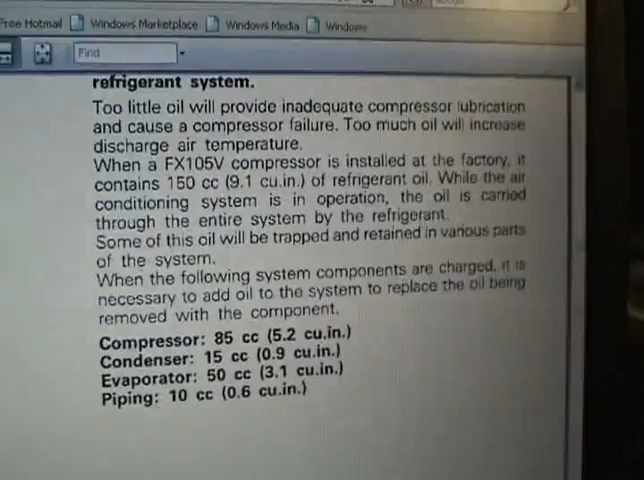 Free Hotmail Windows Marketplace Windows Media Windows
Find
refrigerant system.
Too little oil will provide inadequate compressor lubrication
and cause a compressor failure. Too much oil will increase
discharge air temperature.
When a FX105V compressor is installed at the factory, it
contains 150 cc (9.1 cu.in.) of refrigerant oil. While the air
conditioning system is in operation, the oil is carried
through the entire system by the refrigerant.
Some of this oil will be trapped and retained in various parts
of the system.
When the following system components are charged, it is
necessary to add oil to the system to replace the oil being
removed with the component.
Compressor: 85 cc (5.2 cu.in.)
Condenser: 15 cc (0.9 cu.in.)
Evaporator: 50 cc (3.1 cu.in.)
Piping: 10 cc (0.6 cu.in.)